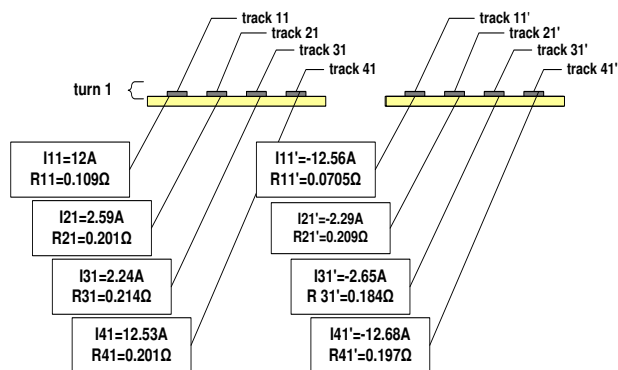 track 11
track 21
track 31
track 41
turn 1
track 11'
track 21'
track 31'
track 41'
I11=12A
R11=0.109Ω
I21=2.59A
R21=0.201Ω
I31=2.24A
R31=0.214Ω
I41=12.53A
R41=0.201Ω
I11'=-12.56A
R11'=0.0705Ω
I21'=-2.29A
R21'=0.209Ω
I31'=-2.65A
R 31'=0.184Ω
I41'=-12.68A
R41'=0.197Ω